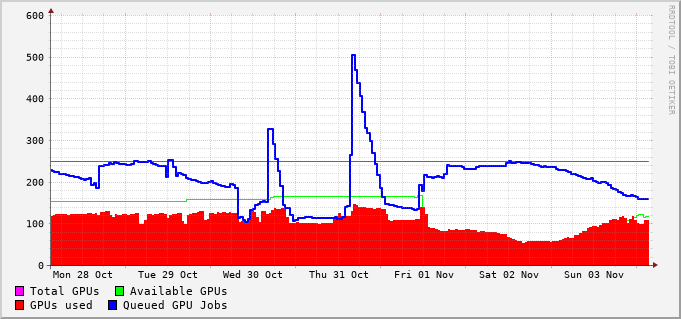 RRDTOOL / TOBI OETIKER
600
500
400
300
200
100
0
Mon 28 Oct Tue 29 Oct Wed 30 Oct Thu 31 Oct Fri 01 Nov Sat 02 Nov Sun 03 Nov
Total GPUs Available GPUs
GPUs used Queued GPU Jobs